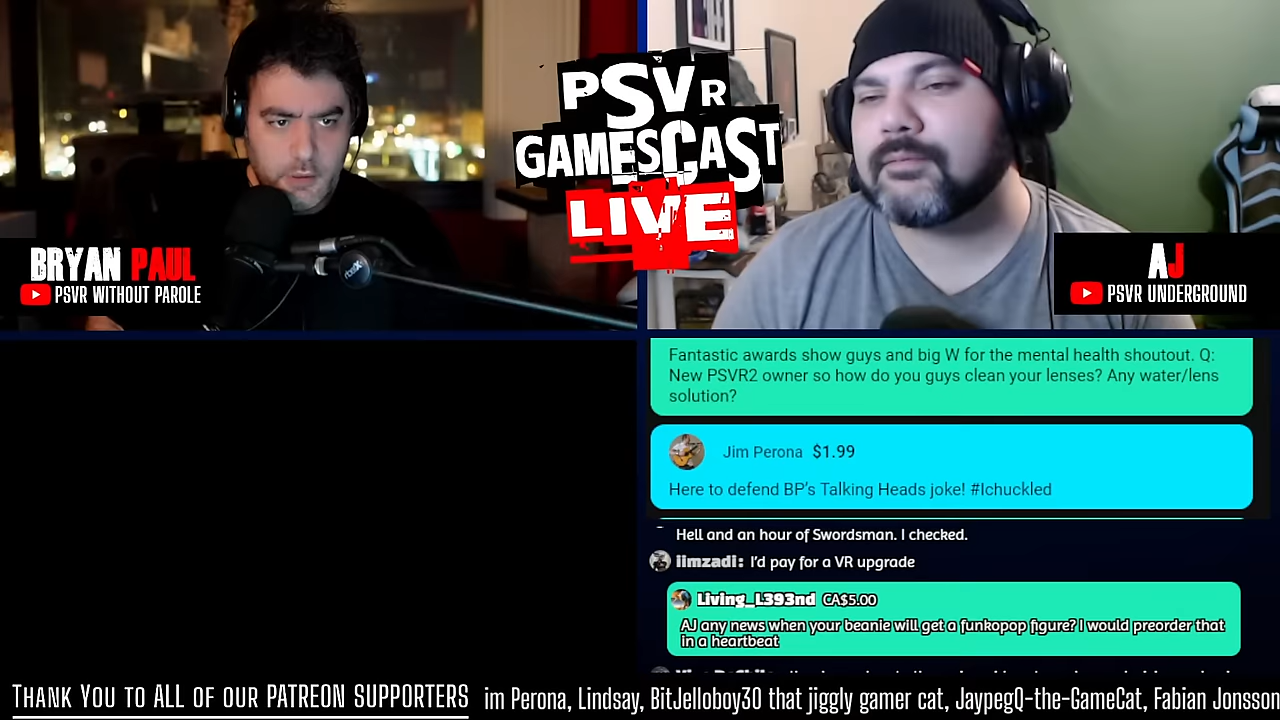 PSVR
GAMESCAST
LIVE
BRYAN PAUL
PSVR WITHOUT PAROLE
AJ
PSVR UNDERGROUND
Fantastic awards show guys and big W for the mental health shoutout. Q:
New PSVR2 owner so how do you guys clean your lenses? Any water/lens
solution?
Jim Perona $1.99
Here to defend BP's Talking Heads joke! #Ichuckled
Hell and an hour of Swordsman. I checked.
iimzadi: I'd pay for a VR upgrade
Living_L393nd CA$5.00
AJ any news when your beanie will get a funkopop figure? I would preorder that
in a heartbeat
THANK YOU TO ALL OF OUR PATREON SUPPORTERS im Perona, Lindsay, BitJelloboy30 that jiggly gamer cat, JaypegQ-the-GameCat, Fabian Jonsson